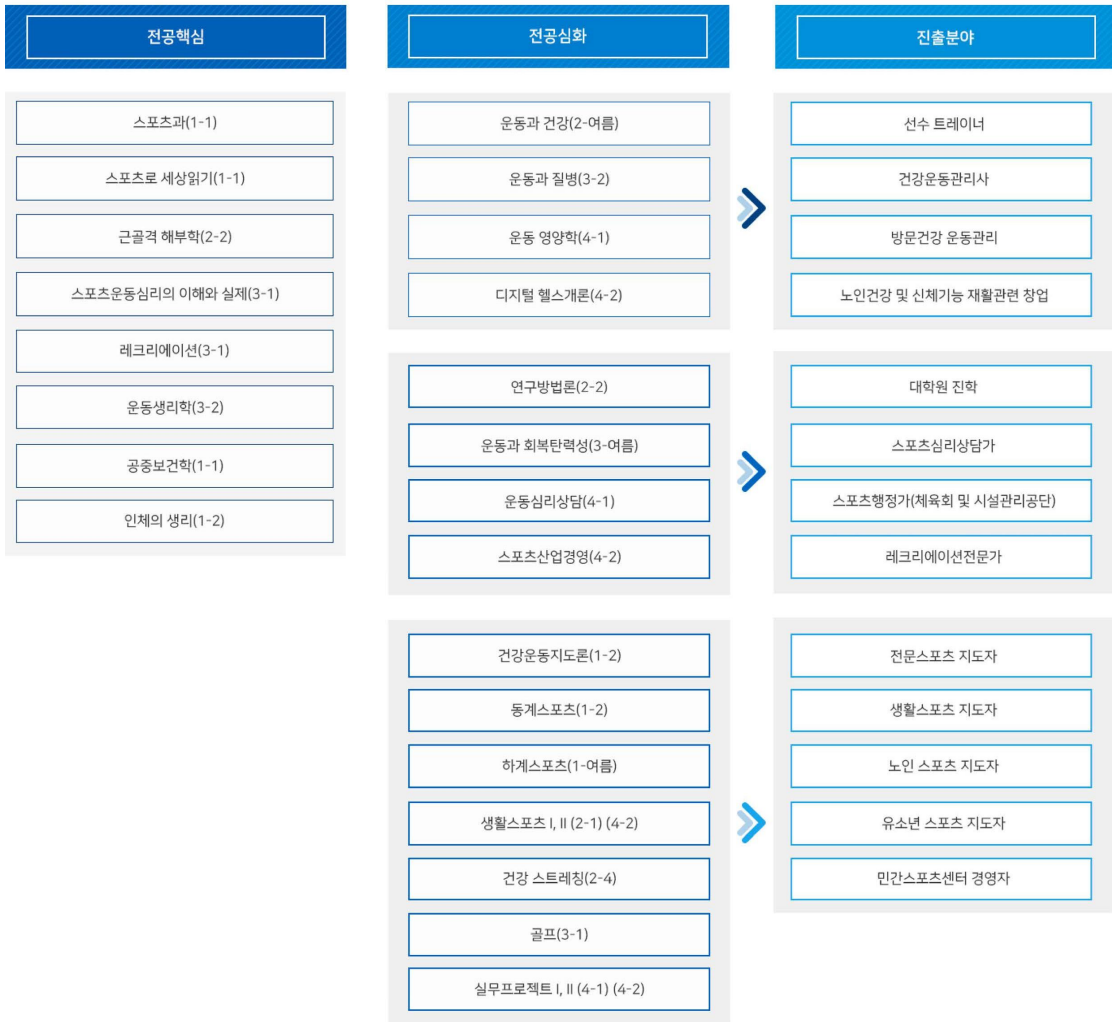 전공핵심
스포츠과(1-1)
스포츠로 세상읽기(1-1)
근골격 해부학(2-2)
스포츠운동심리의 이해와 실제(3-1)
레크리에이션(3-1)
운동생리학(3-2)
공중보건학(1-1)
인체의 생리(1-2)
전공심화
운동과 건강(2-여름)
운동과 질병(3-2)
운동 영양학(4-1)
디지털 헬스개론(4-2)
연구방법론(2-2)
운동과 회복탄력성(3-여름)
운동심리상담(4-1)
스포츠산업경영(4-2)
건강운동지도론(1-2)
동계스포츠(1-2)
하계스포츠(1-여름)
생활스포츠 I, II (2-1) (4-2)
건강 스트레칭(2-4)
골프(3-1)
실무프로젝트 I, II (4-1) (4-2)
진출분야
선수 트레이너
건강운동관리사
방문건강 운동관리
노인건강 및 신체기능 재활관련 창업
대학원 진학
스포츠심리상담가
스포츠행정가(체육회 및 시설관리공단)
레크리에이션전문가
전문스포츠 지도자
생활스포츠 지도자
노인 스포츠 지도자
유소년 스포츠 지도자
민간스포츠센터 경영자